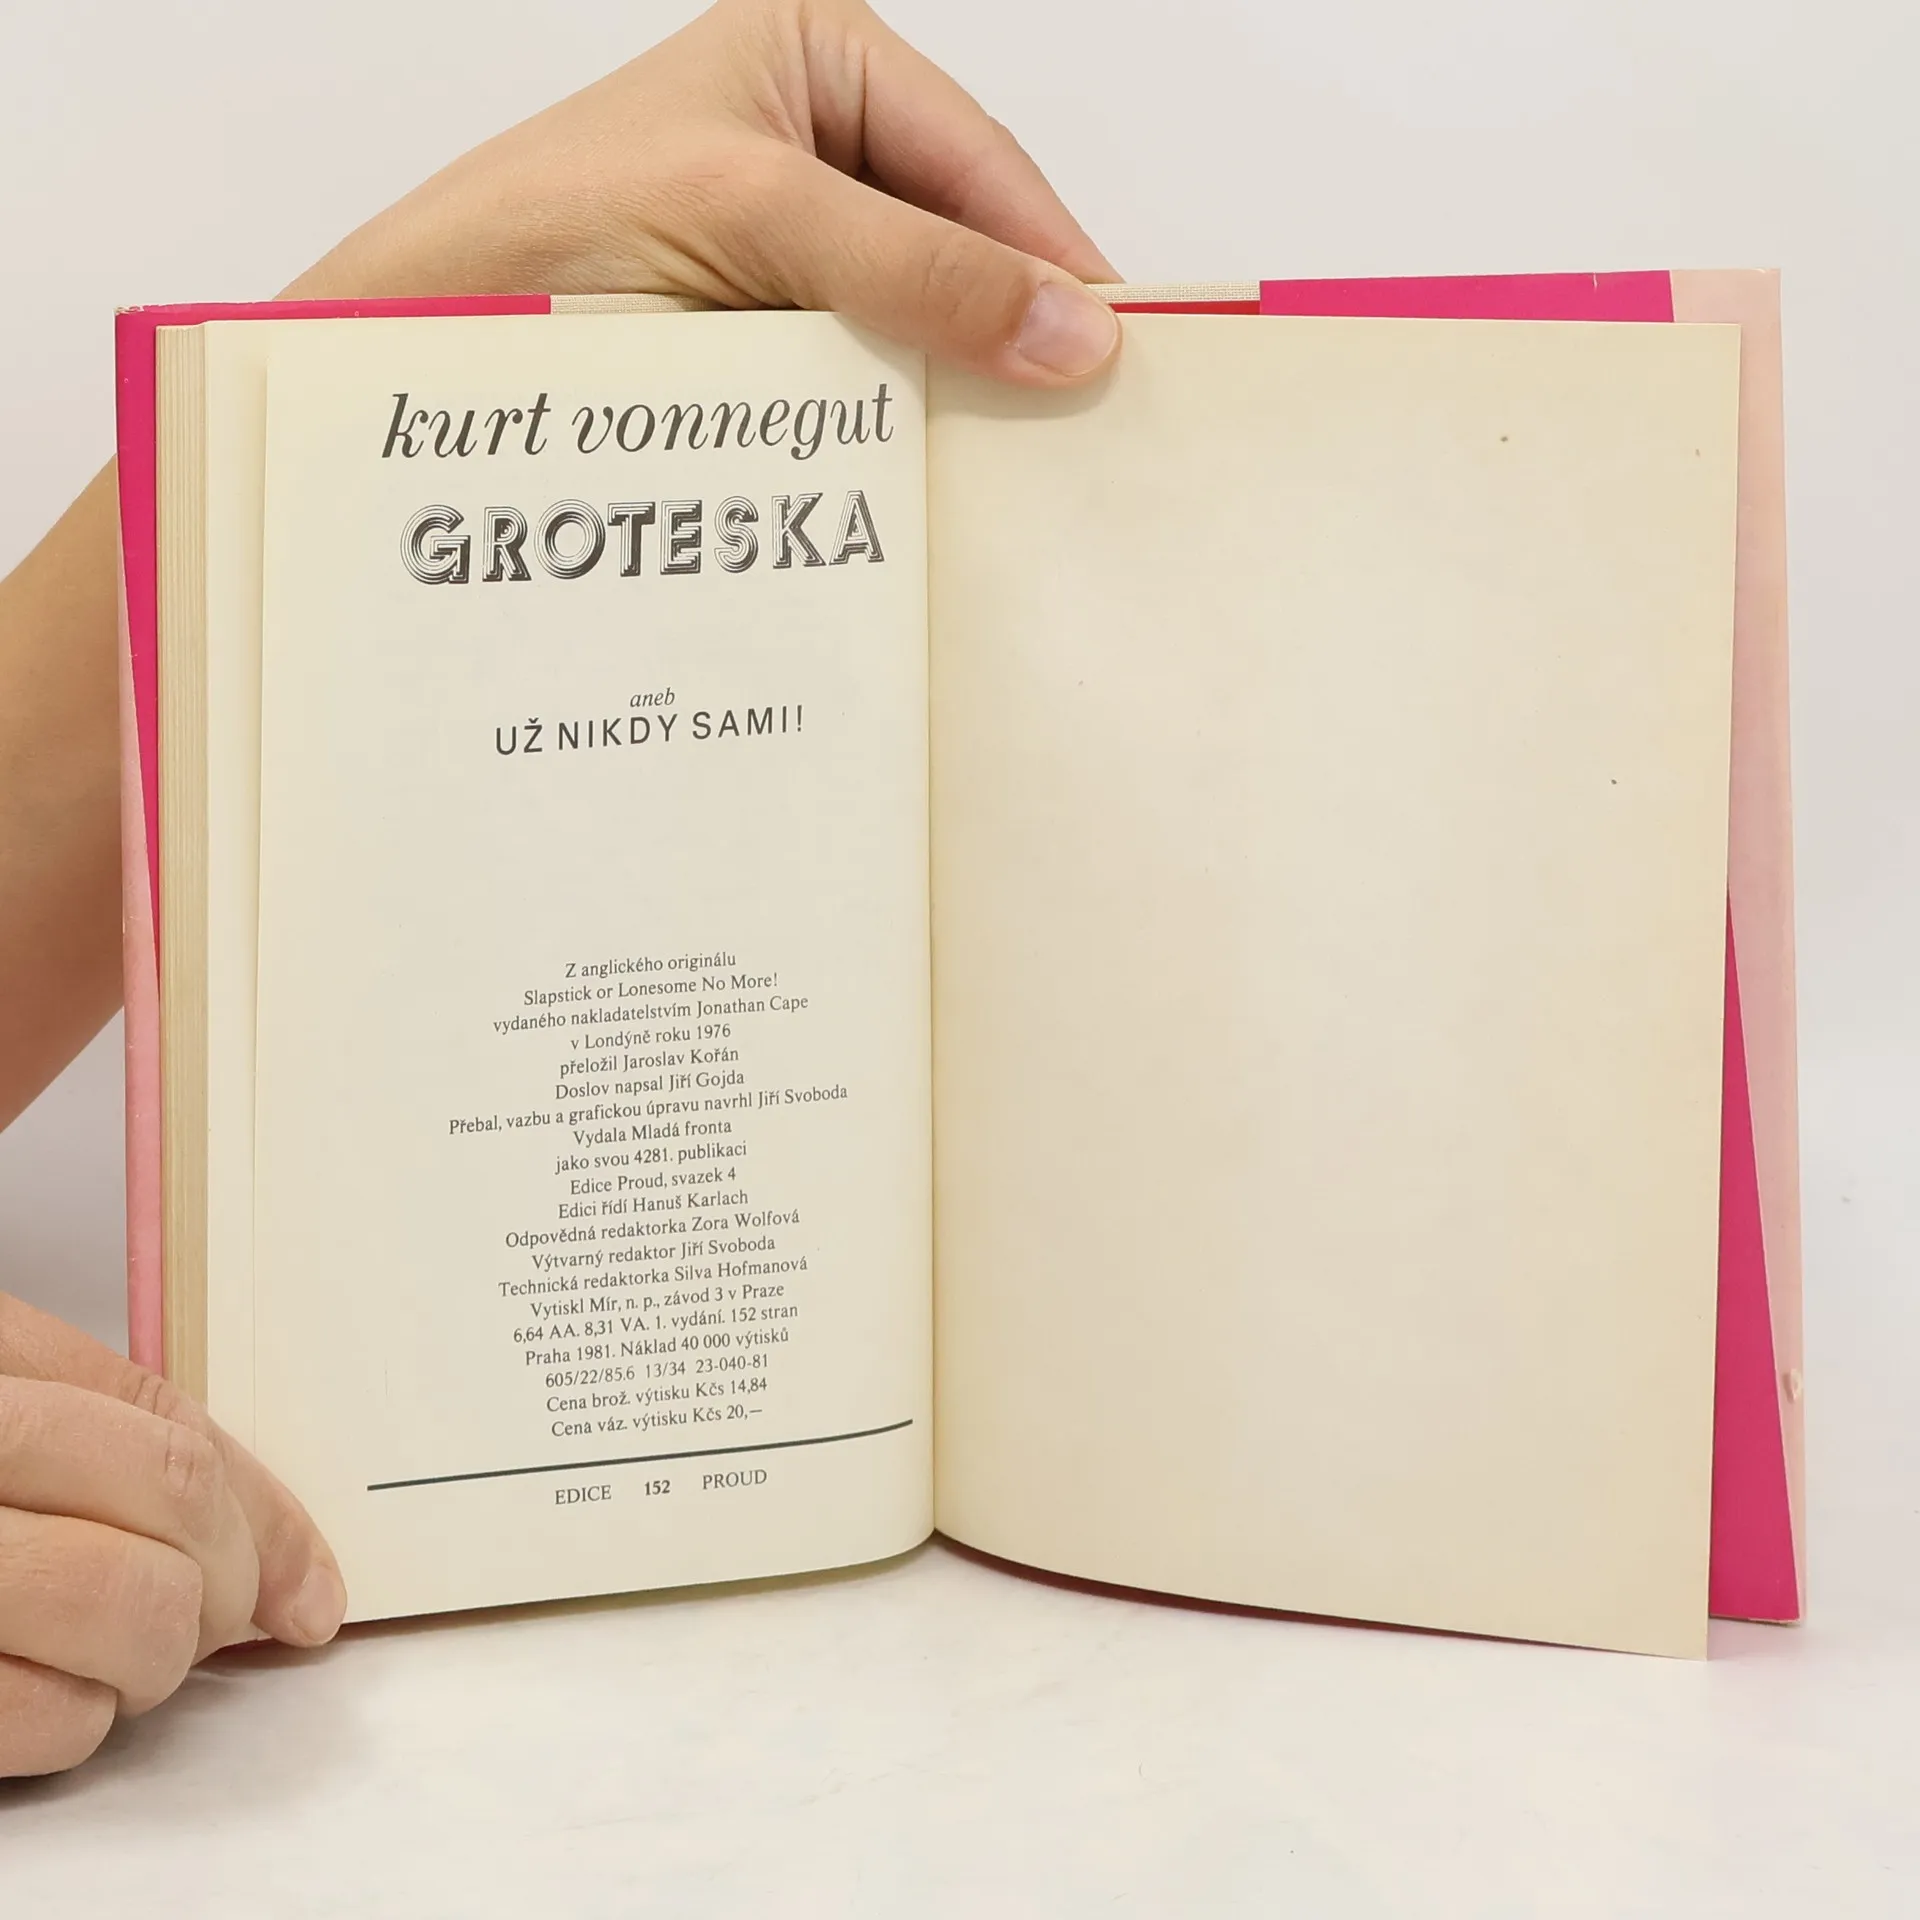 kurt vonnegut
GROTESKA
aneb
UŽ NIKDY SAMI!
Z anglického originálu
Slapstick or Lonesome No More!
vydaného nakladatelstvím Jonathan Cape
v Londýně roku 1976
přeložil Jaroslav Kořán
Doslov napsal Jiří Gojda
Přebal, vazbu a grafickou úpravu navrhl Jiří Svoboda
Vydala Mladá fronta
jako svou 4281. publikaci
Edice Proud, svazek 4
Edici řídí Hanuš Karlach
Odpovědná redaktorka Zora Wolfová
Výtvarný redaktor Jiří Svoboda
Technická redaktorka Silva Hofmanová
Vytiskl Mír, n. p., závod 3 v Praze
6,64 AA. 8,31 VA. 1. vydání. 152 stran
Praha 1981. Náklad 40 000 výtisků
605/22/85.6 13/34 23-040-81
Cena brož. výtisku Kčs 14,84
Cena váz. výtisku Kčs 20,—
EDICE 152 PROUD